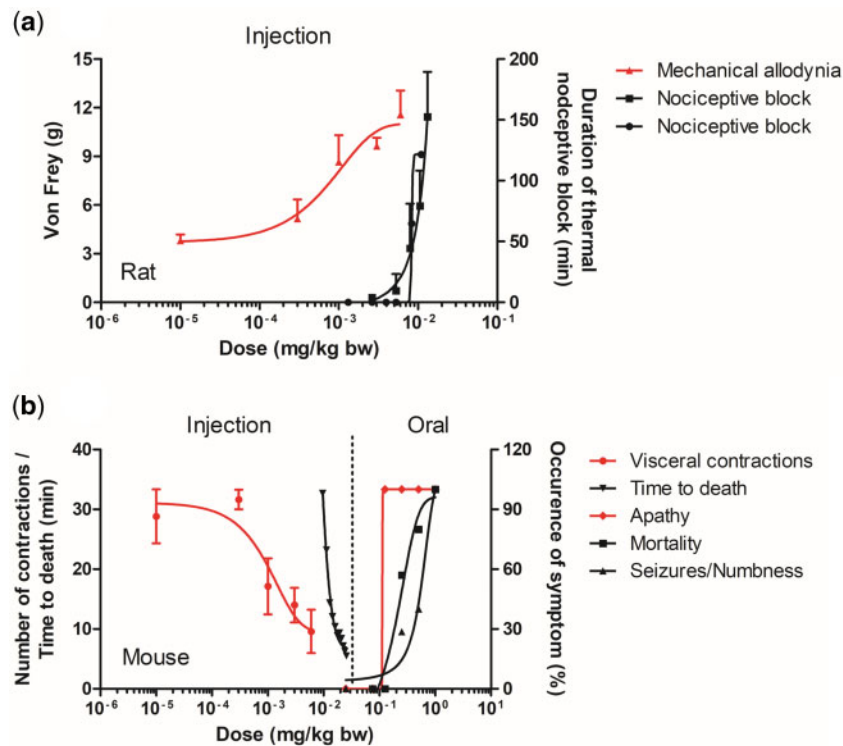 (a)
Injection
15
12
9
6
3
0
Von Frey (g)
200
150
100
50
0
Duration of thermal
nodceptive block (min)
Rat
10⁻⁶ 10⁻⁵ 10⁻⁴ 10⁻³ 10⁻² 10⁻¹
Dose (mg/kg bw)
Mechanical allodynia
Nociceptive block
Nociceptive block
(b)
Injection Oral
40
30
20
10
0
Number of contractions /
Time to death (min)
120
90
60
30
0
Occurence of
symptom (%)
Mouse
10⁻⁶ 10⁻⁵ 10⁻⁴ 10⁻³ 10⁻² 10⁻¹ 10⁰ 10¹
Dose (mg/kg bw)
Visceral contractions
Time to death
Apathy
Mortality
Seizures/Numbness